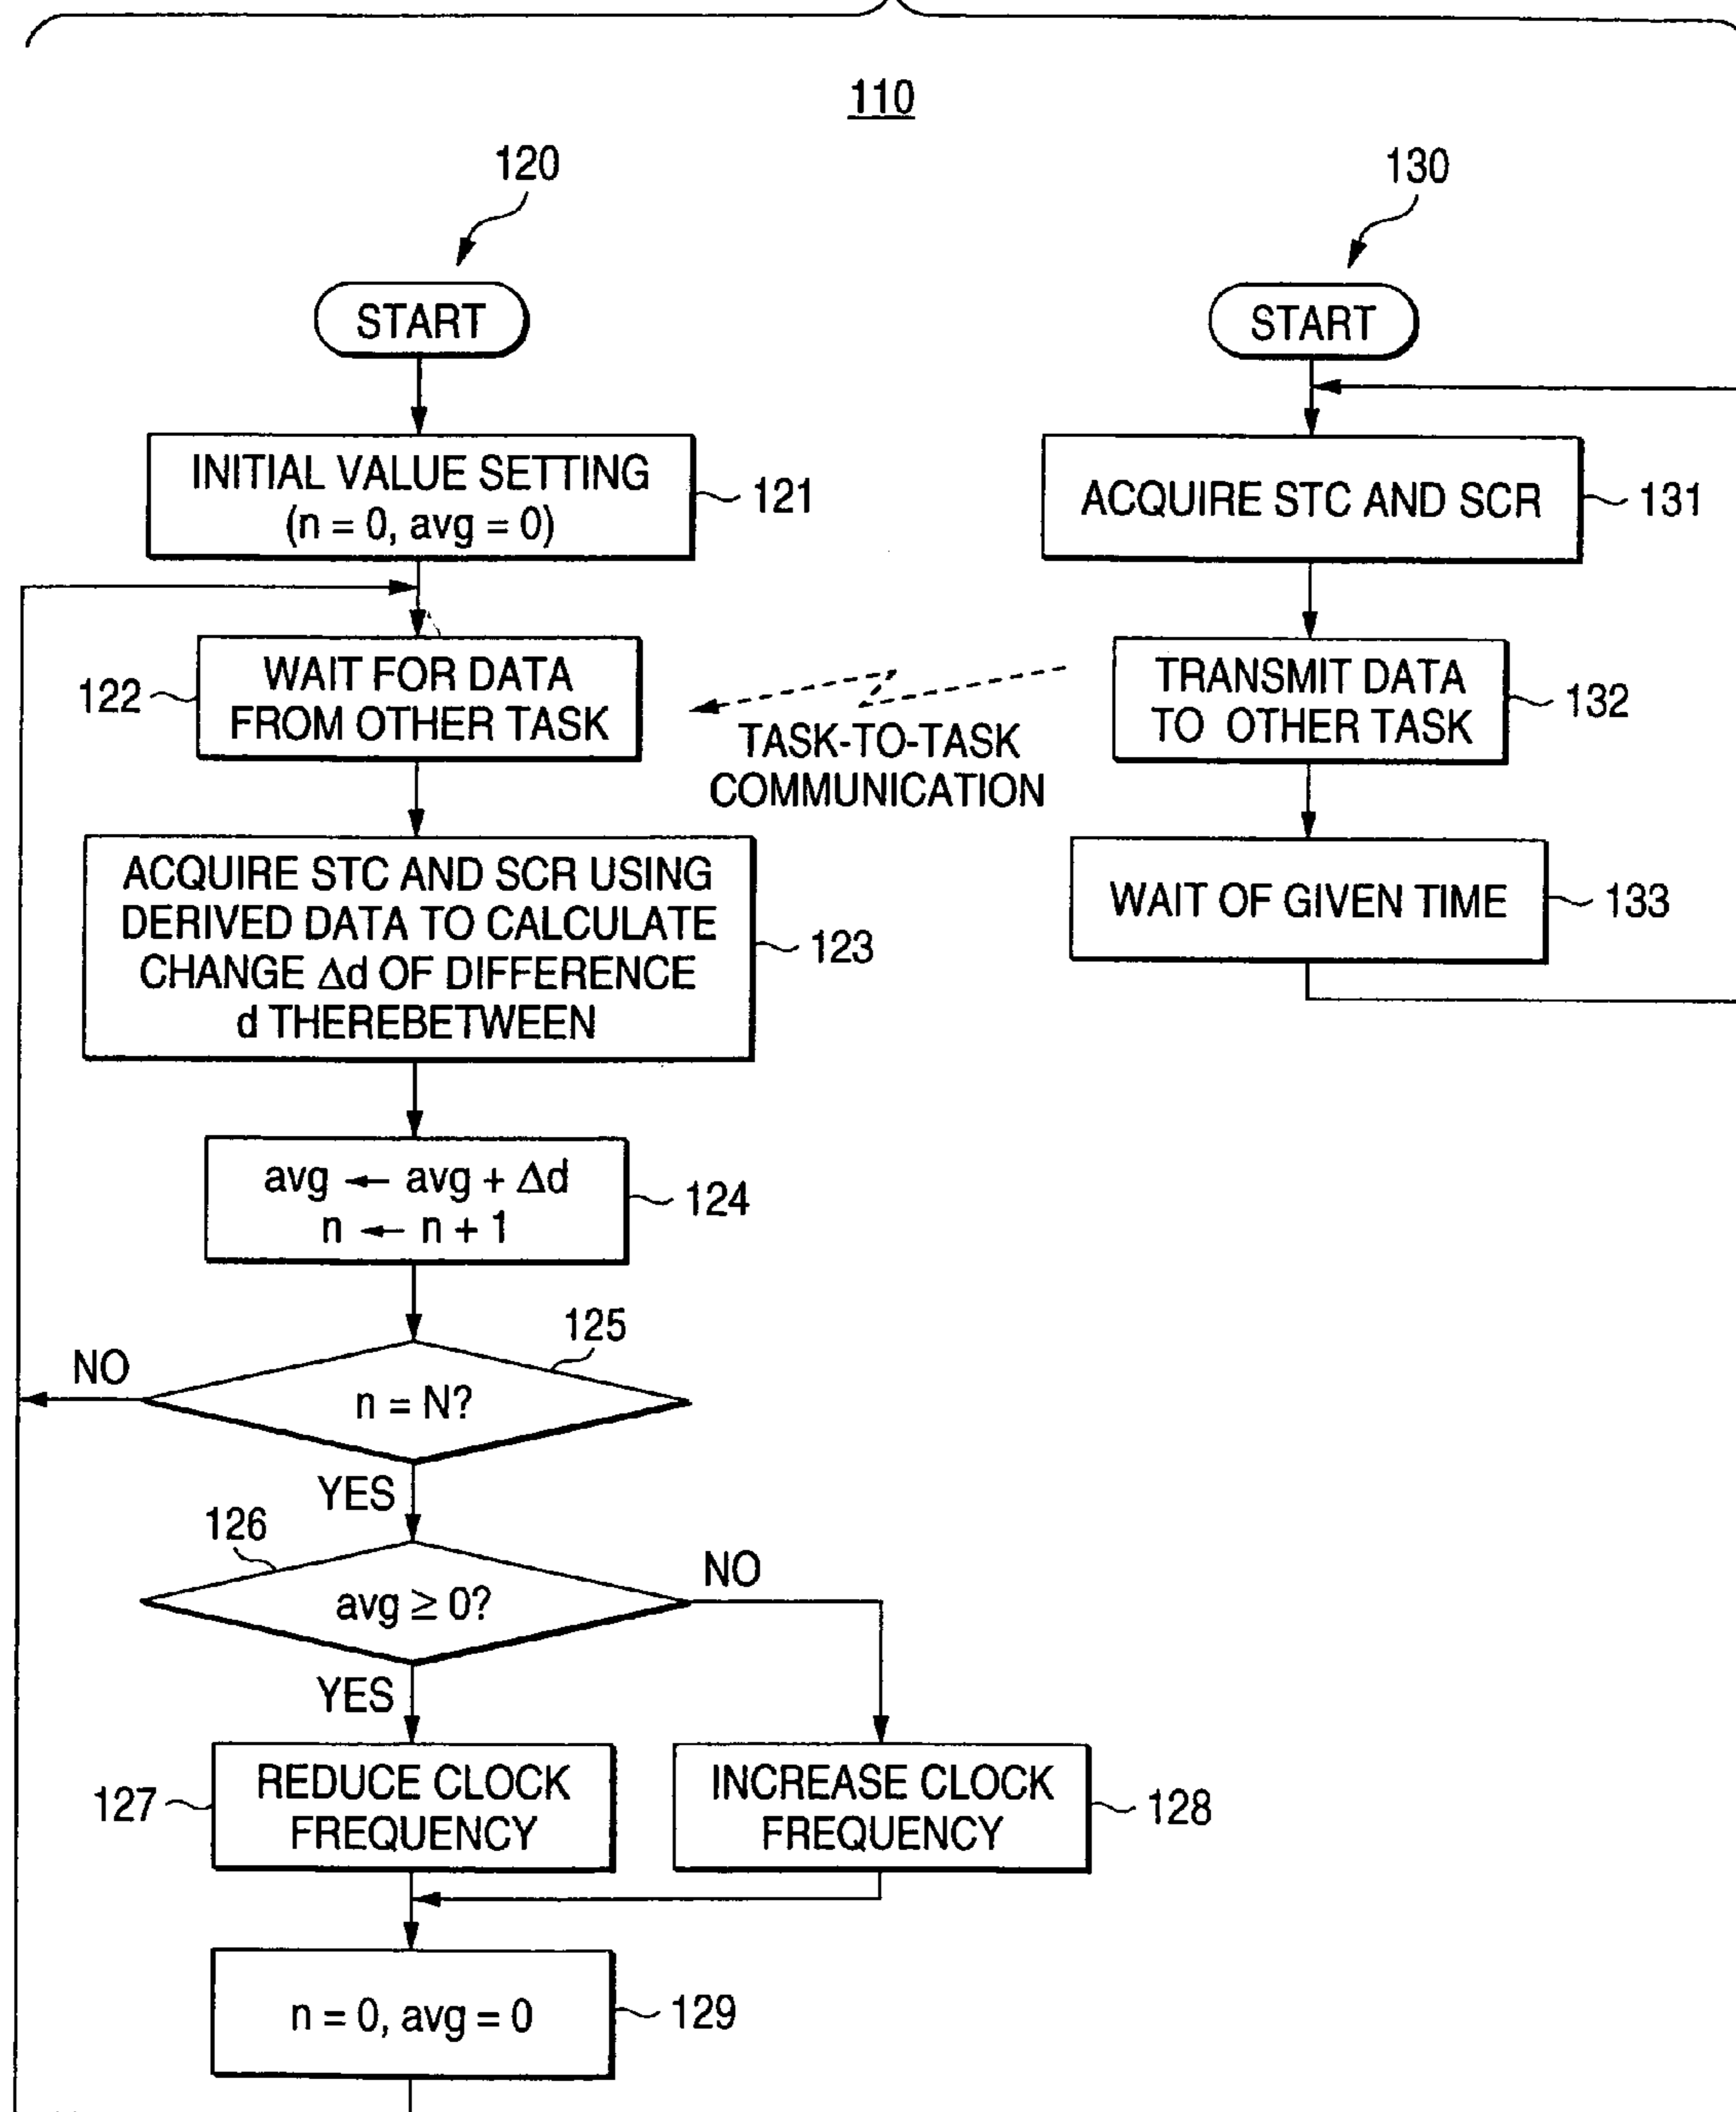 110
120
START
INITIAL VALUE SETTING
(n = 0, avg = 0)
121
122
WAIT FOR DATA
FROM OTHER TASK
ACQUIRE STC AND SCR USING
DERIVED DATA TO CALCULATE
CHANGE Δd OF DIFFERENCE
d THEREBETWEEN
123
avg ← avg + Δd
n ← n + 1
124
125
n = N?
NO
YES
126
avg ≥ 0?
NO
YES
127
REDUCE CLOCK
FREQUENCY
INCREASE CLOCK
FREQUENCY
128
n = 0, avg = 0
129
TASK-TO-TASK
COMMUNICATION
130
START
ACQUIRE STC AND SCR
131
TRANSMIT DATA
TO OTHER TASK
132
WAIT OF GIVEN TIME
133